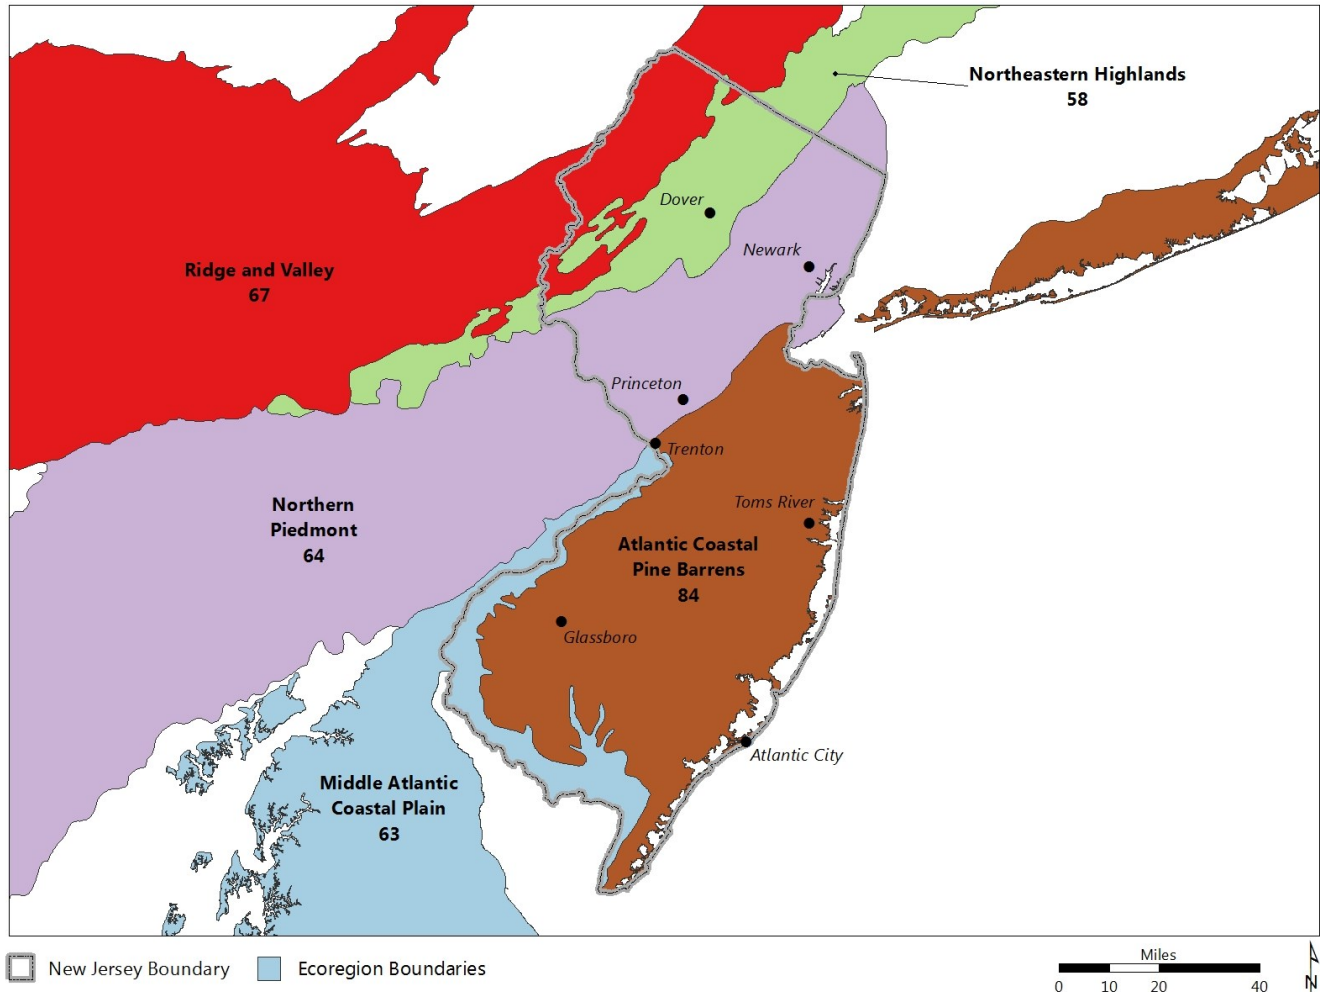 Northeastern Highlands
58
Dover
Newark
Ridge and Valley
67
Princeton
Trenton
Toms River
Northern
Piedmont
64
Atlantic Coastal
Pine Barrens
84
Glassboro
Atlantic City
Middle Atlantic
Coastal Plain
63
New Jersey Boundary
Ecoregion Boundaries
Miles
0 10 20 40
N